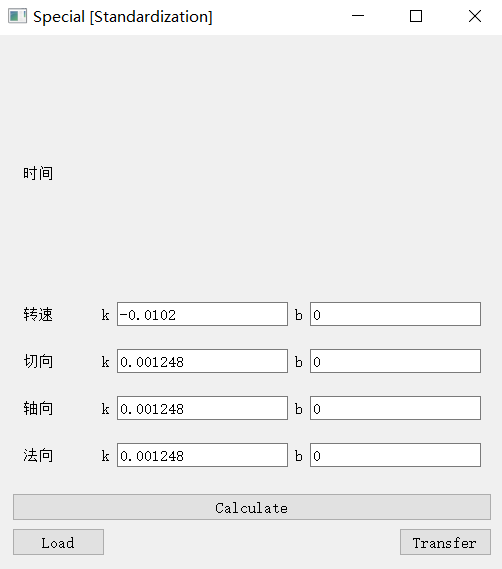 Special [Standardization]
时间
转速 k -0.0102 b 0
切向 k 0.001248 b 0
轴向 k 0.001248 b 0
法向 k 0.001248 b 0
Calculate
Load Transfer